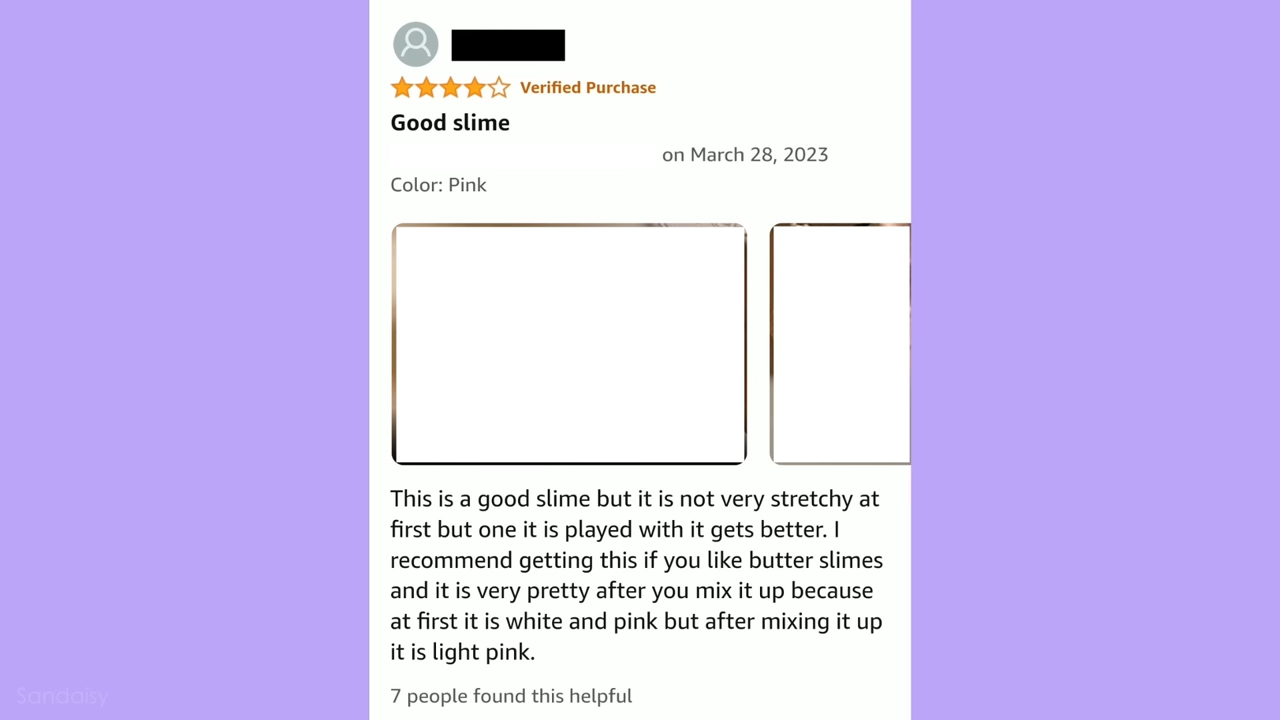 Verified Purchase
Good slime
on March 28, 2023
Color: Pink
This is a good slime but it is not very stretchy at
first but one it is played with it gets better. I
recommend getting this if you like butter slimes
and it is very pretty after you mix it up because
at first it is white and pink but after mixing it up
it is light pink.
7 people found this helpful
Sandaisy